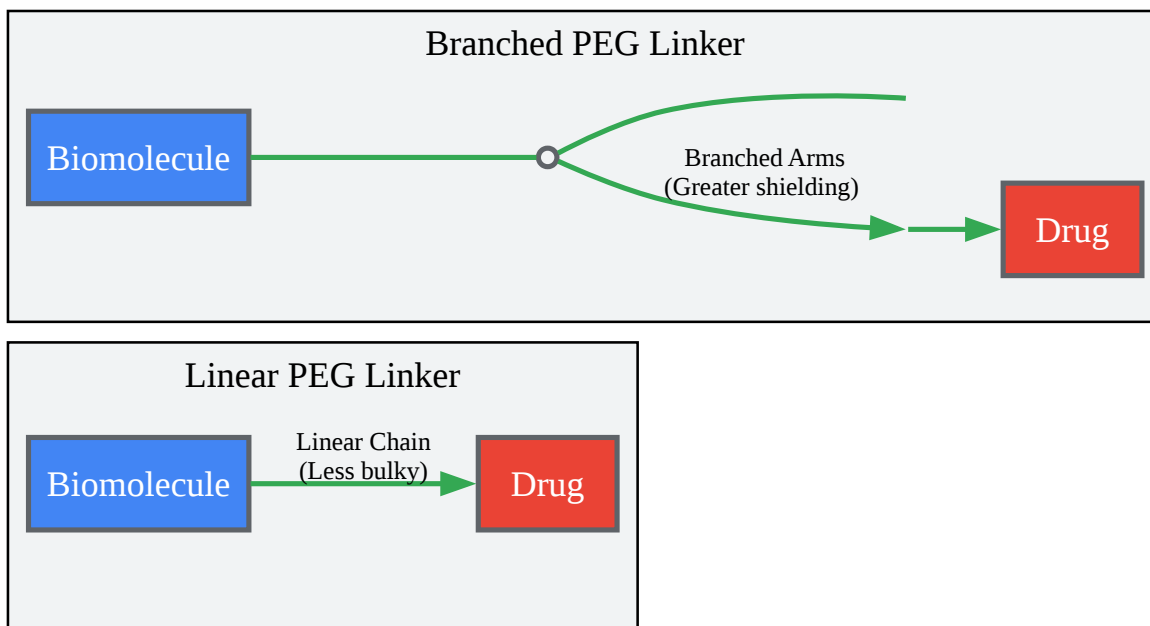 Branched PEG Linker
Biomolecule
Branched Arms
(Greater shielding)
Drug
Linear PEG Linker
Biomolecule
Linear Chain
(Less bulky)
Drug